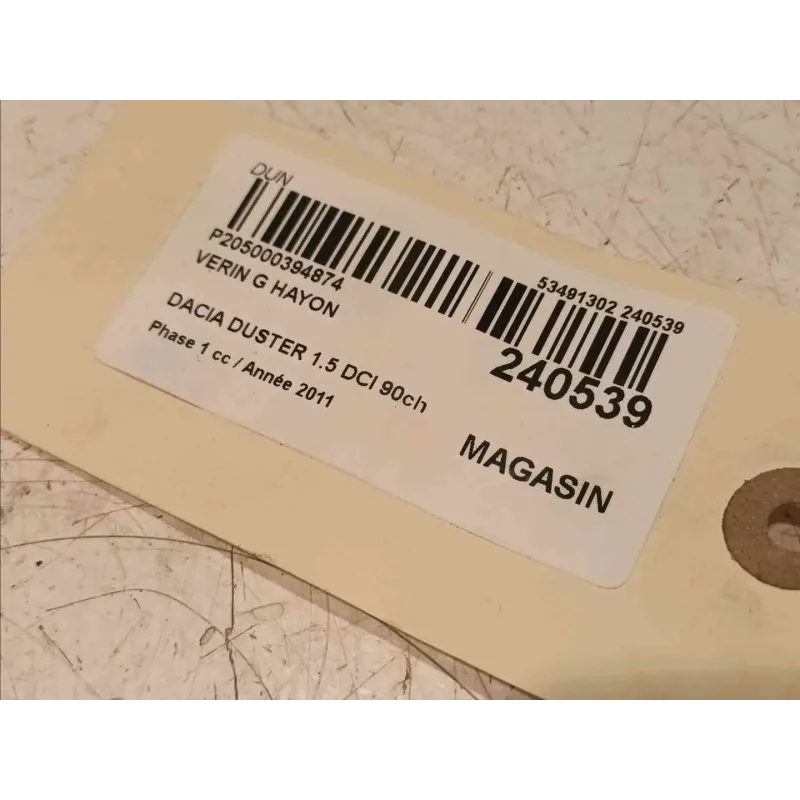 DUN
53491302 240539
P205000394874
240539
VERIN G HAYON
DACIA DUSTER 1.5 DCI 90ch
Phase 1 cc / Année 2011
MAGASIN